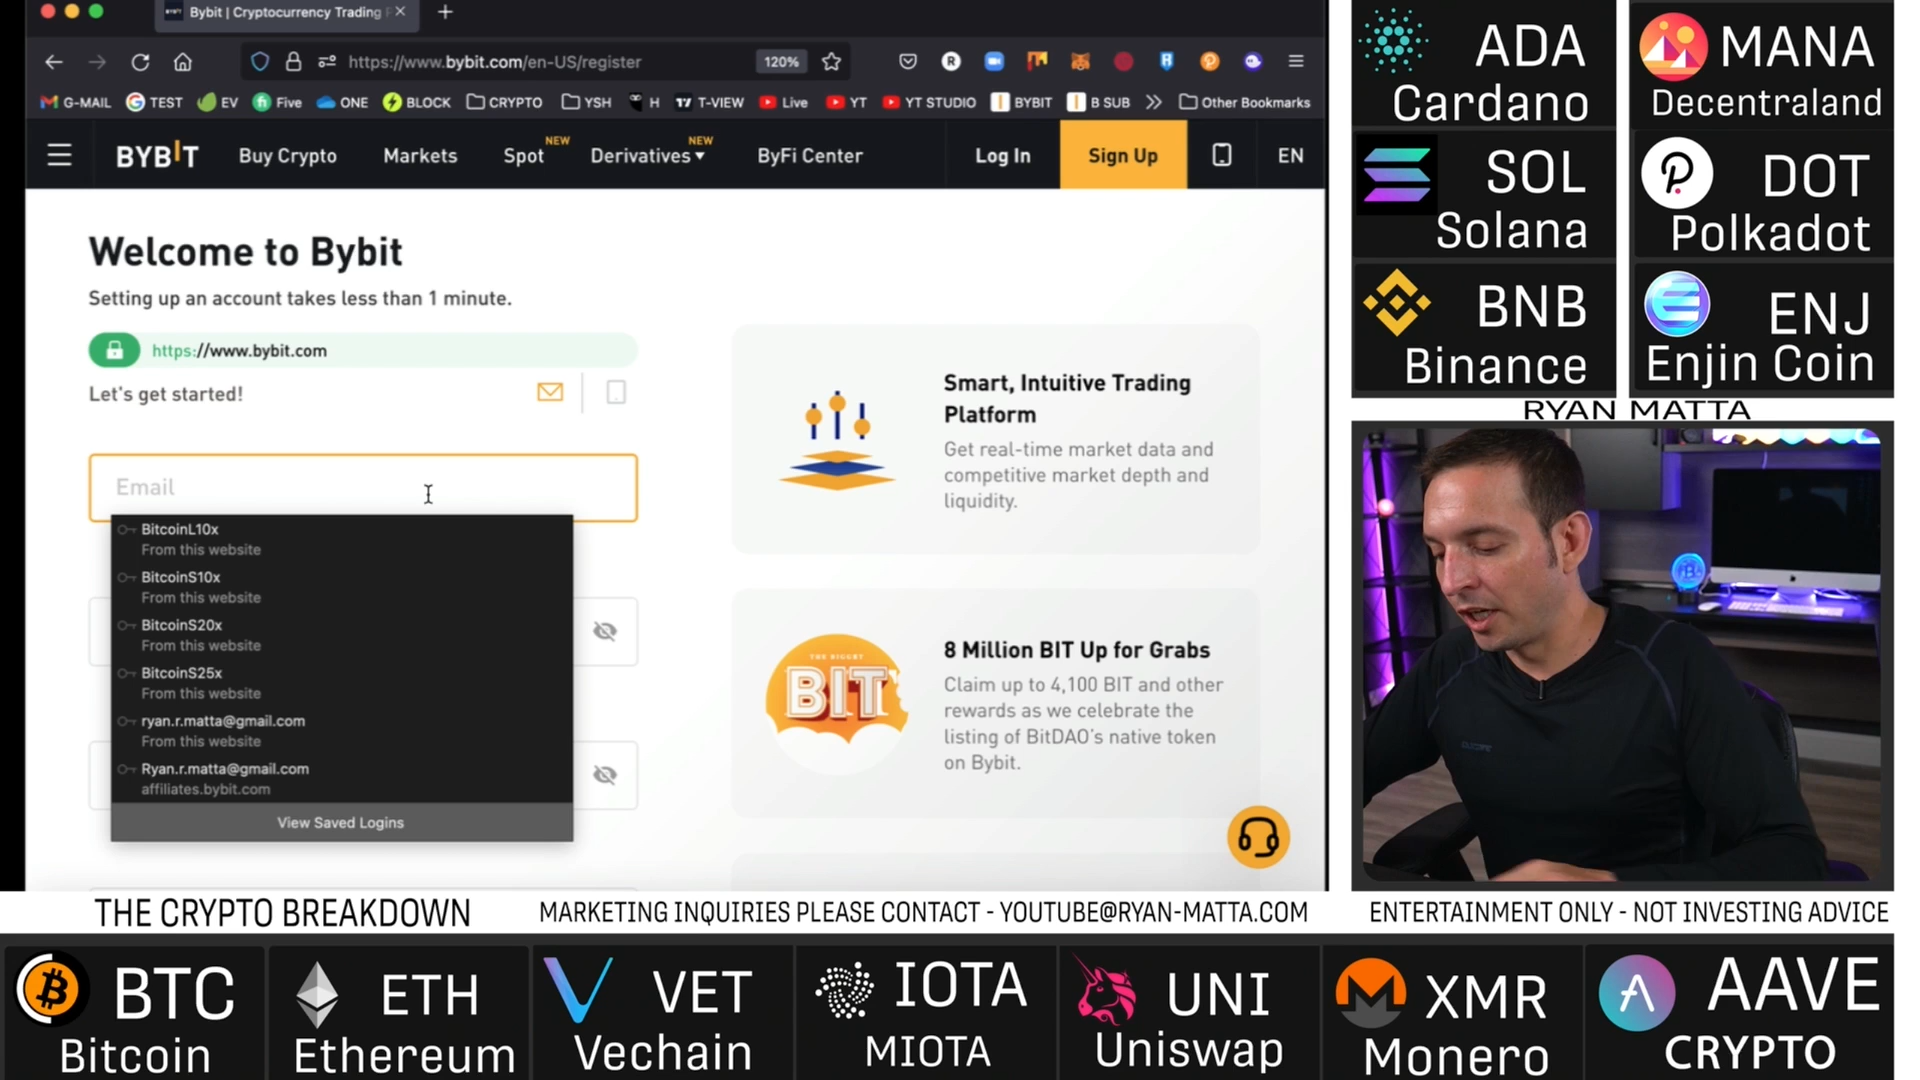 Bybit | Cryptocurrency Trading
https://www.bybit.com/en-US/register
120%
G-MAIL
TEST
EV
Five
ONE
BLOCK
CRYPTO
YSH
H
T-VIEW
Live
YT
YT STUDIO
BYBIT
B SUB
Other Bookmarks
BYBIT
Buy Crypto
Markets
Spot
NEW
Derivatives
NEW
ByFi Center
Log In
Sign Up
EN
Welcome to Bybit
Setting up an account takes less than 1 minute.
https://www.bybit.com
Let's get started!
Email
BitcoinL10x
From this website
BitcoinS10x
From this website
BitcoinS20x
From this website
BitcoinS25x
From this website
ryan.r.matta@gmail.com
From this website
Ryan.r.matta@gmail.com
affiliates.bybit.com
View Saved Logins
Smart, Intuitive Trading
Platform
Get real-time market data and
competitive market depth and
liquidity.
THE BIGGEST
BIT
8 Million BIT Up for Grabs
Claim up to 4,100 BIT and other
rewards as we celebrate the
listing of BitDAO's native token
on Bybit.
ADA
Cardano
MANA
Decentraland
SOL
Solana
DOT
Polkadot
BNB
Binance
ENJ
Enjin Coin
RYAN MATTA
THE CRYPTO BREAKDOWN
MARKETING INQUIRIES PLEASE CONTACT - YOUTUBE@RYAN-MATTA.COM
ENTERTAINMENT ONLY - NOT INVESTING ADVICE
BTC
Bitcoin
ETH
Ethereum
VET
Vechain
IOTA
MIOTA
UNI
Uniswap
XMR
Monero
AAVE
CRYPTO